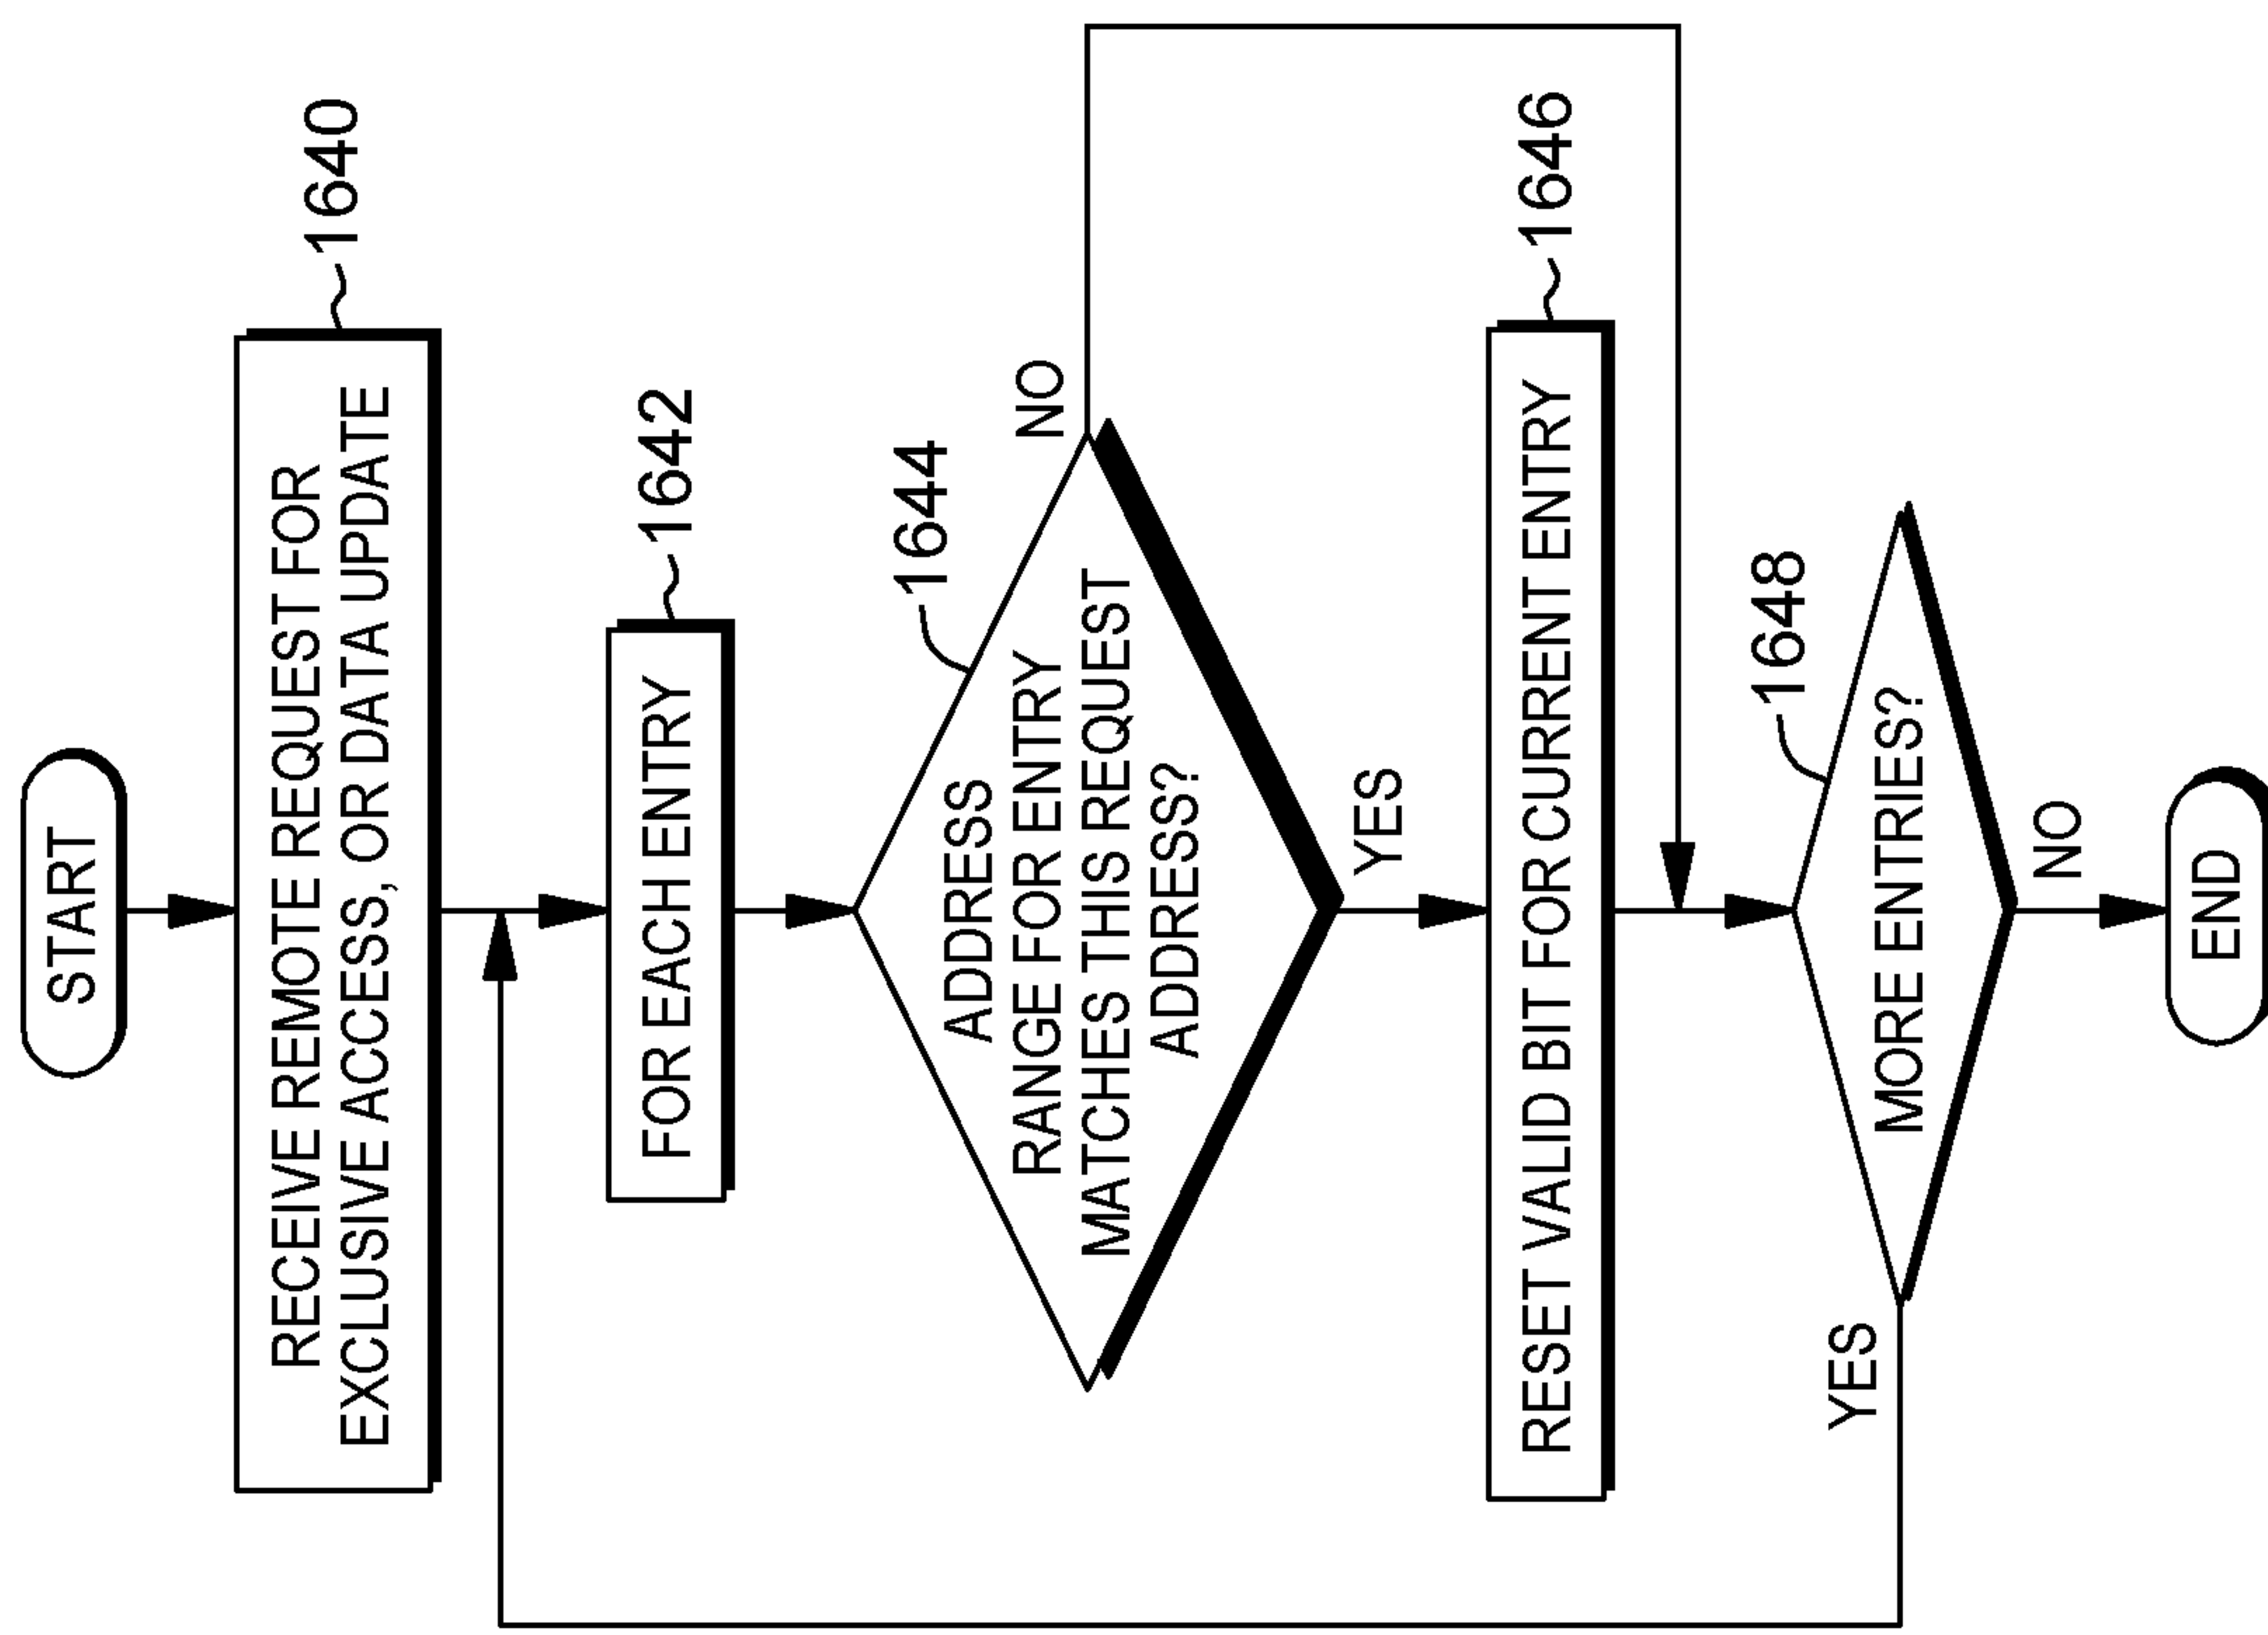 START
RECEIVE REMOTE REQUEST FOR
EXCLUSIVE ACCESS, OR DATA UPDATE
1640
FOR EACH ENTRY
1642
1644
ADDRESS
RANGE FOR ENTRY
MATCHES THIS REQUEST
ADDRESS?
NO
YES
RESET VALID BIT FOR CURRENT ENTRY
1646
1648
MORE ENTRIES?
YES
NO
END